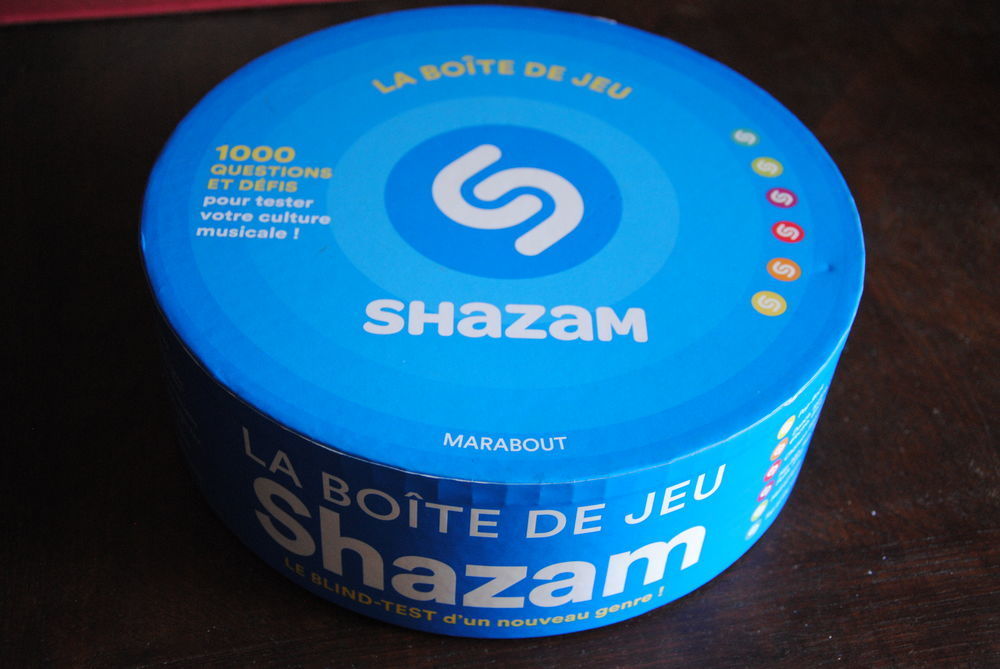 LA BOÎTE DE JEU
1000
QUESTIONS
ET DÉFIS
pour tester
votre culture
musicale !
SHaZaM
MARABOUT
LA BOÎTE DE JEU
Shazam
LE BLIND-TEST d'un nouveau genre !